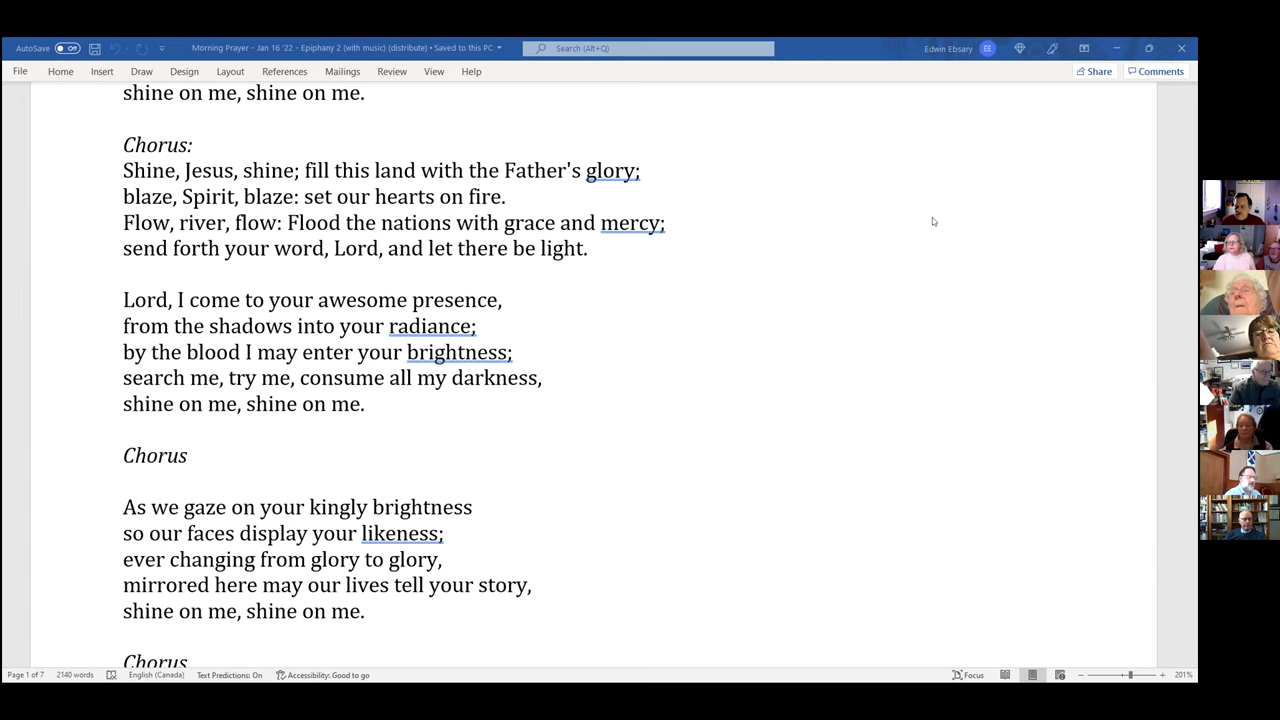 AutoSave Off
Morning Prayer - Jan 16 '22 - Epiphany 2 (with music) (distribute) • Saved to this PC
Search (Alt+Q)
Edwin Ebsary EE
File Home Insert Draw Design Layout References Mailings Review View Help Share Comments
shine on me, shine on me.
Chorus:
Shine, Jesus, shine; fill this land with the Father's glory;
blaze, Spirit, blaze: set our hearts on fire.
Flow, river, flow: Flood the nations with grace and mercy;
send forth your word, Lord, and let there be light.
Lord, I come to your awesome presence,
from the shadows into your radiance;
by the blood I may enter your brightness;
search me, try me, consume all my darkness,
shine on me, shine on me.
Chorus
As we gaze on your kingly brightness
so our faces display your likeness;
ever changing from glory to glory,
mirrored here may our lives tell your story,
shine on me, shine on me.
Chorus
Page 1 of 7 2140 words English (Canada) Text Predictions: On Accessibility: Good to go Focus 201%